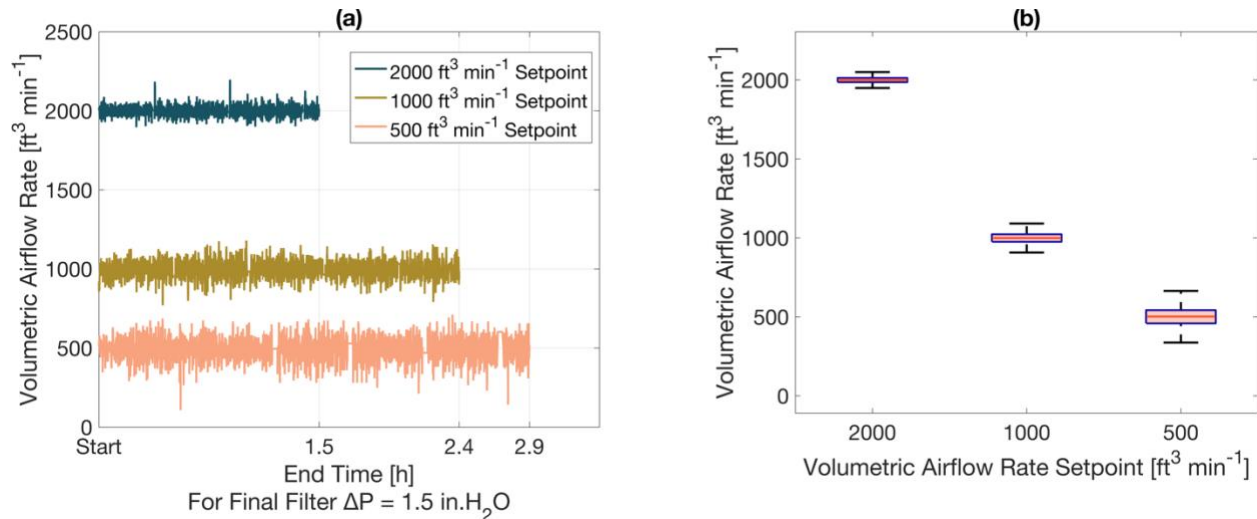 (a)
Volumetric Airflow Rate [ft³ min⁻¹]
2500
2000
1500
1000
500
0
2000 ft³ min⁻¹ Setpoint
1000 ft³ min⁻¹ Setpoint
500 ft³ min⁻¹ Setpoint
Start 1.5 2.4 2.9
End Time [h]
For Final Filter ΔP = 1.5 in.H₂O
(b)
Volumetric Airflow Rate [ft³ min⁻¹]
2000
1500
1000
500
0
2000 1000 500
Volumetric Airflow Rate Setpoint [ft³ min⁻¹]